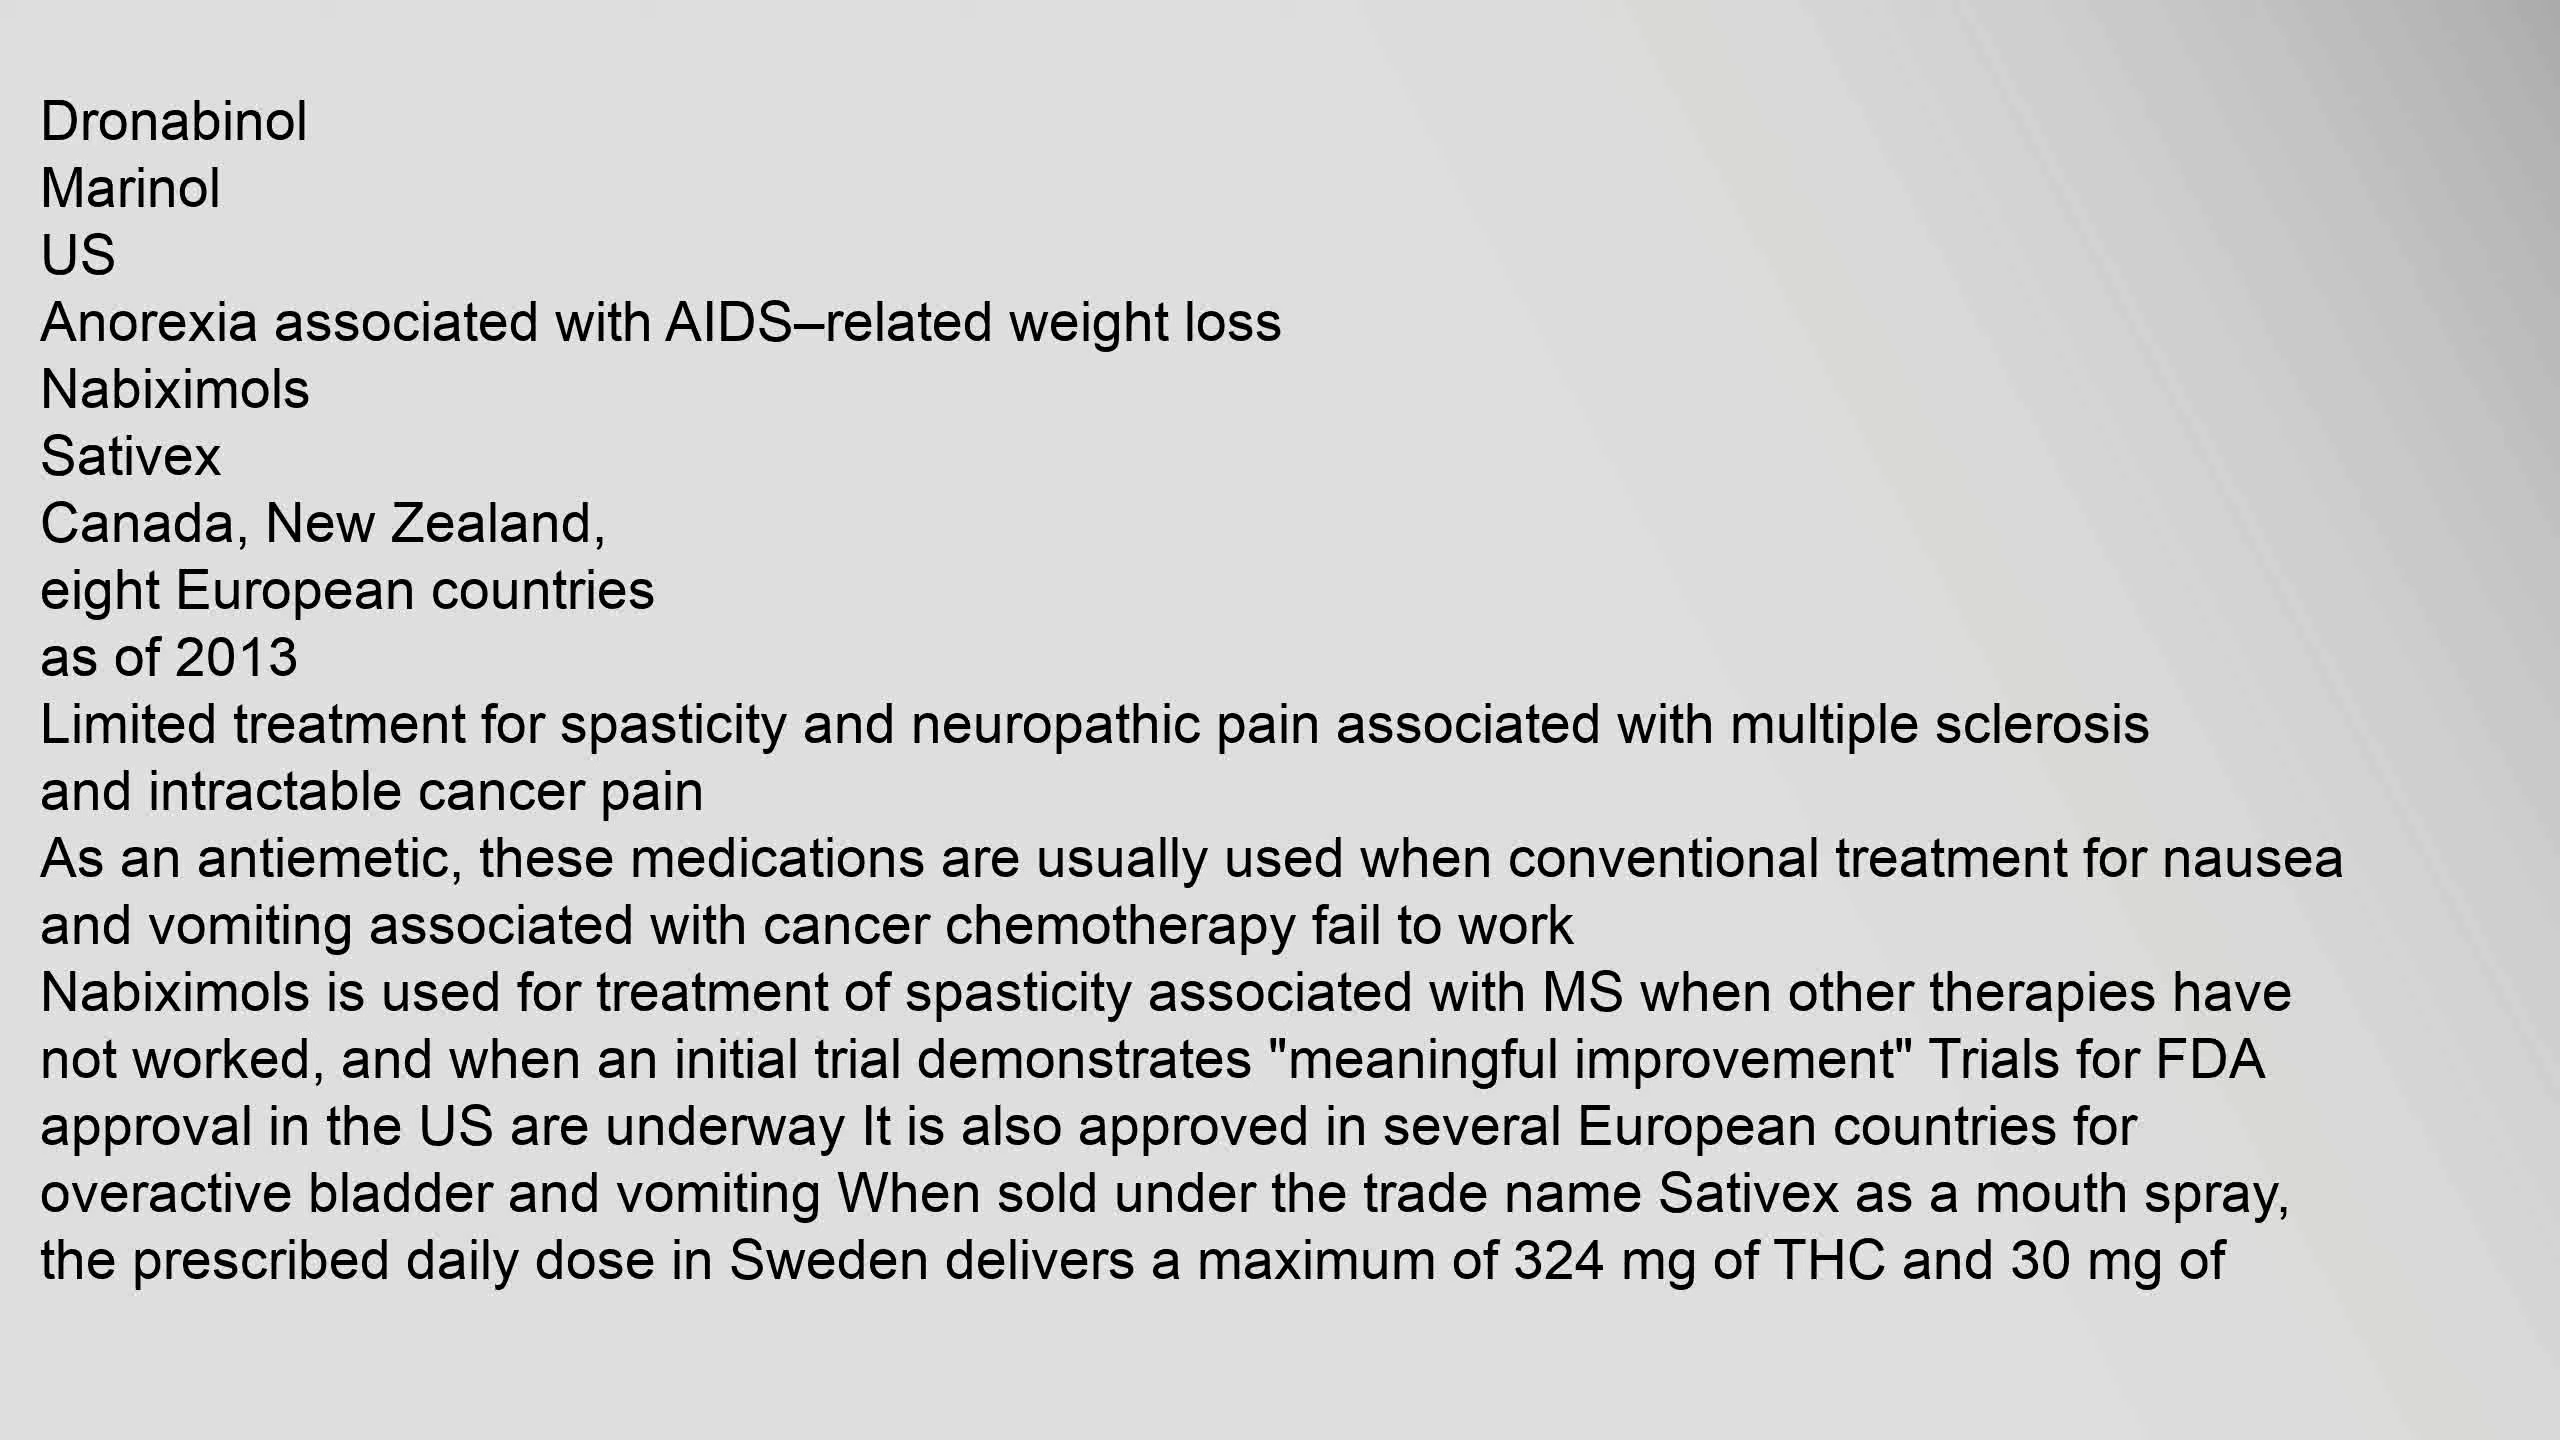 Dronabinol
Marinol
US
Anorexia associated with AIDS–related weight loss
Nabiximols
Sativex
Canada, New Zealand,
eight European countries
as of 2013
Limited treatment for spasticity and neuropathic pain associated with multiple sclerosis
and intractable cancer pain
As an antiemetic, these medications are usually used when conventional treatment for nausea
and vomiting associated with cancer chemotherapy fail to work
Nabiximols is used for treatment of spasticity associated with MS when other therapies have
not worked, and when an initial trial demonstrates "meaningful improvement" Trials for FDA
approval in the US are underway It is also approved in several European countries for
overactive bladder and vomiting When sold under the trade name Sativex as a mouth spray,
the prescribed daily dose in Sweden delivers a maximum of 324 mg of THC and 30 mg of